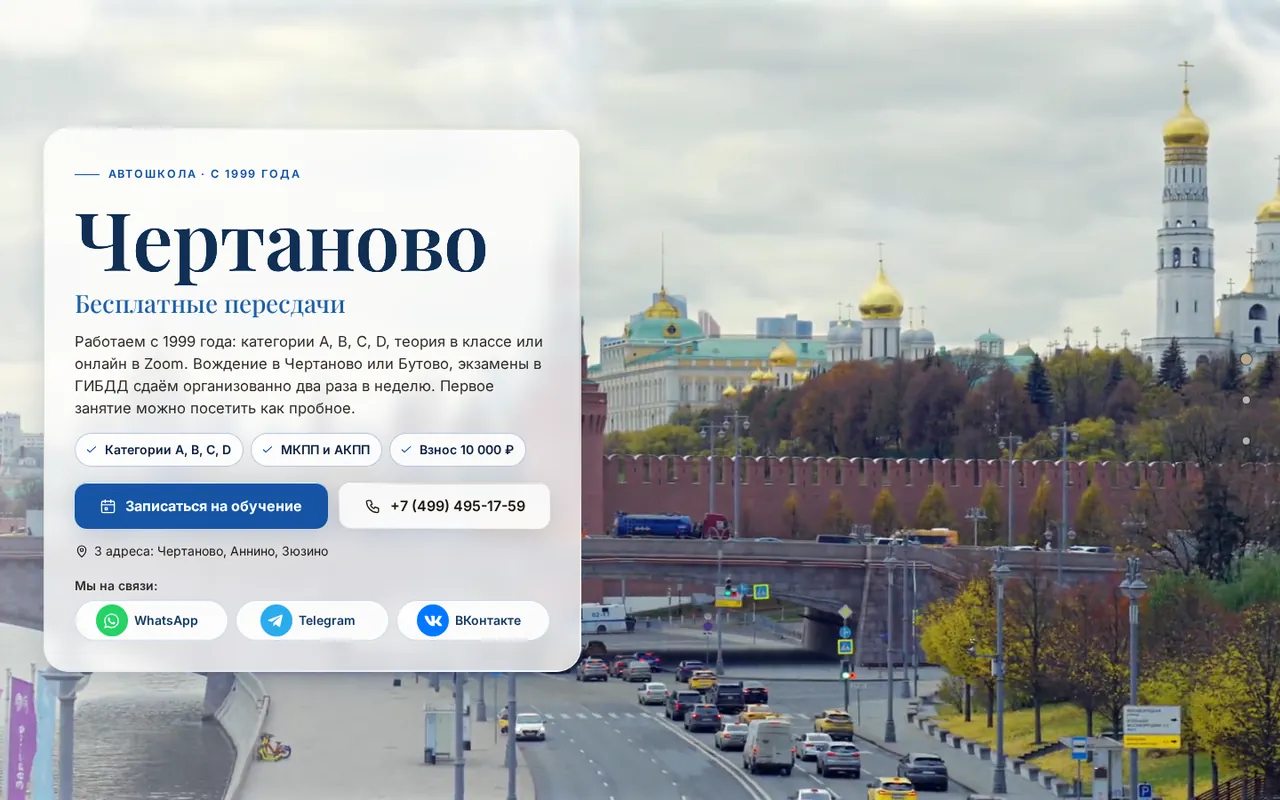 АВТОШКОЛА · С 1999 ГОДА
Чертаново
Бесплатные пересдачи
Работаем с 1999 года: категории A, B, C, D, теория в классе или
онлайн в Zoom. Вождение в Чертаново или Бутово, экзамены в
ГИБДД сдаём организованно два раза в неделю. Первое
занятие можно посетить как пробное.
Категории A, B, C, D
МКПП и АКПП
Взнос 10 000 ₽
Записаться на обучение
+7 (499) 495-17-59
3 адреса: Чертаново, Аннино, Зюзино
Мы на связи:
WhatsApp
Telegram
ВКонтакте